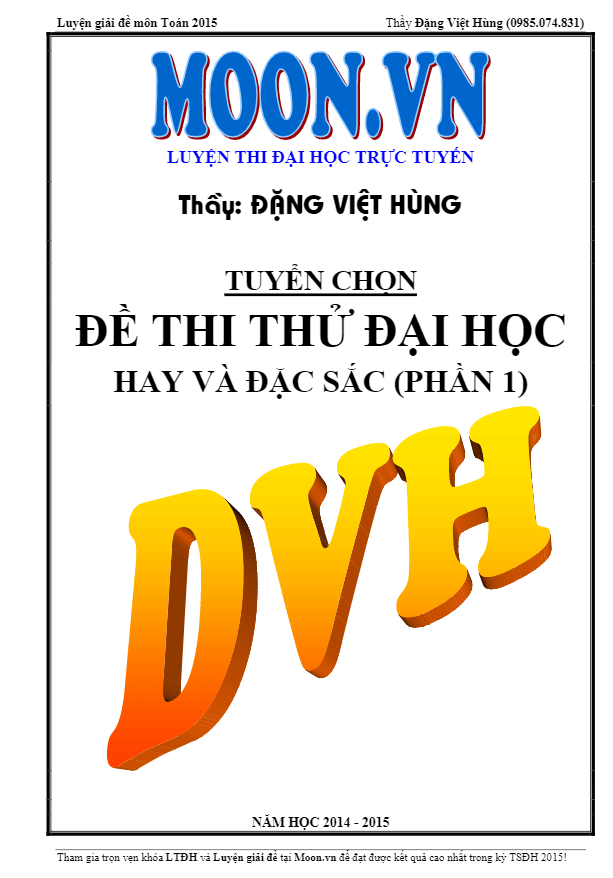 Luyện giải đề môn Toán 2015 Thầy Đặng Việt Hùng (0985.074.831)
MOON.VN
LUYỆN THI ĐẠI HỌC TRỰC TUYẾN
Thầy: ĐẶNG VIỆT HÙNG
TUYỂN CHỌN
ĐỀ THI THỬ ĐẠI HỌC
HAY VÀ ĐẶC SẮC (PHẦN 1)
DVH
NĂM HỌC 2014 - 2015
Tham gia trọn vẹn khóa LTĐH và Luyện giải đề tại Moon.vn để đạt được kết quả cao nhất trong kỳ TSĐH 2015!